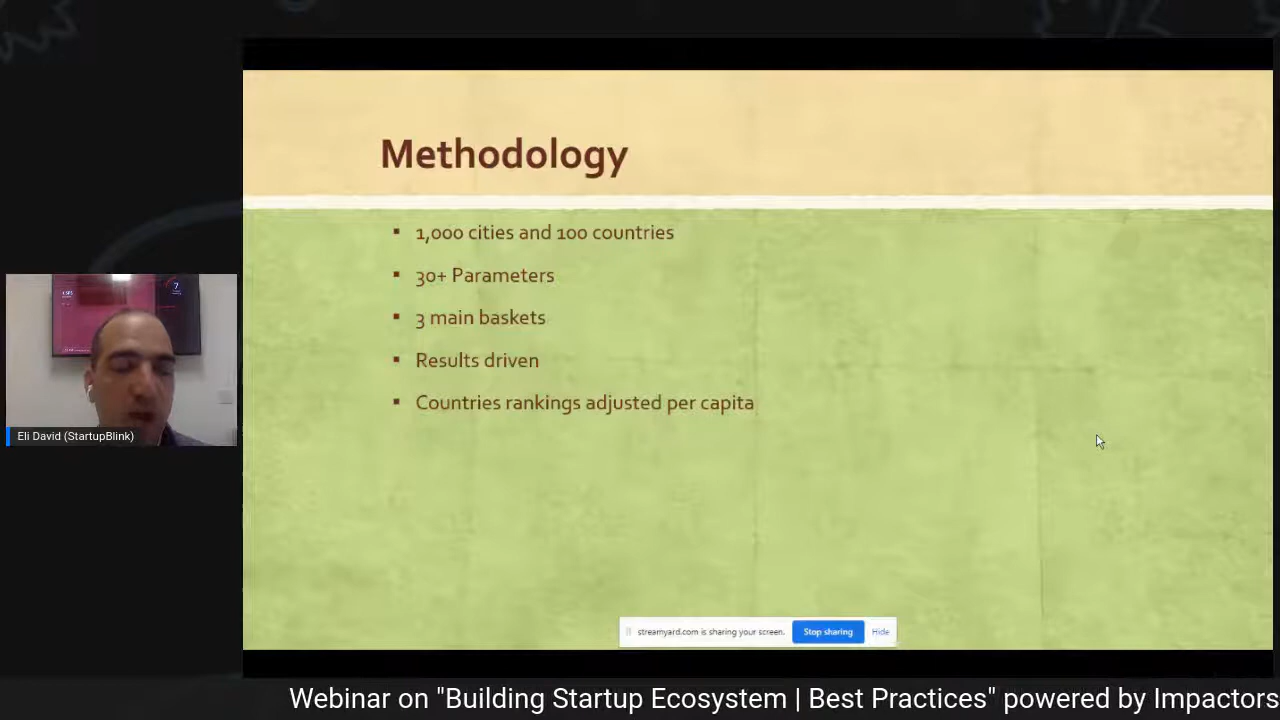 Methodology
1,000 cities and 100 countries
30+ Parameters
3 main baskets
Results driven
Countries rankings adjusted per capita
7
Eli David (StartupBlink)
streamyard.com is sharing your screen.
Stop sharing
Hide
Webinar on "Building Startup Ecosystem | Best Practices" powered by Impactors